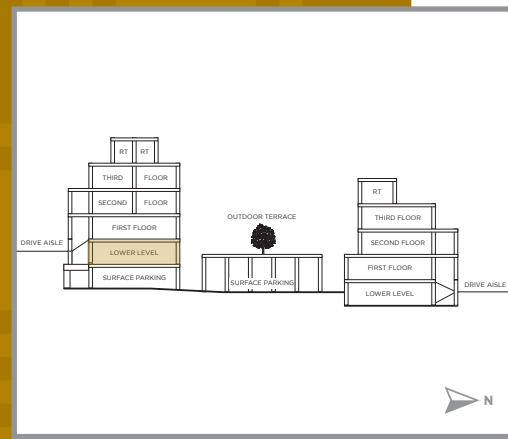 RT RT
THIRD FLOOR
SECOND FLOOR
FIRST FLOOR
DRIVE AISLE
LOWER LEVEL
SURFACE PARKING
OUTDOOR TERRACE
SURFACE PARKING
RT
THIRD FLOOR
SECOND FLOOR
FIRST FLOOR
LOWER LEVEL
DRIVE AISLE
N